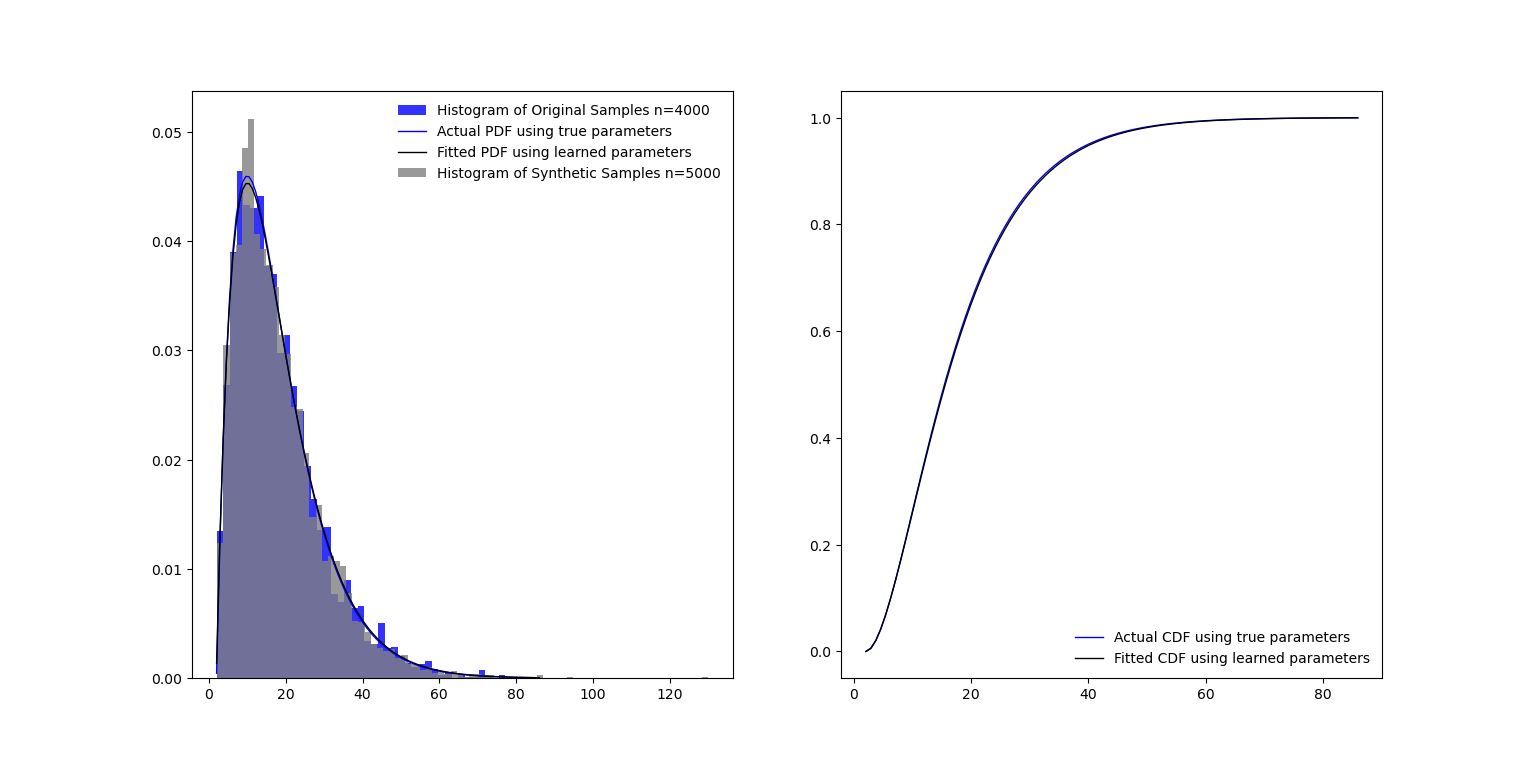 Histogram of Original Samples n=4000
Actual PDF using true parameters
Fitted PDF using learned parameters
Histogram of Synthetic Samples n=5000
0.05
0.04
0.03
0.02
0.01
0.00
0 20 40 60 80 100 120
1.0
0.8
0.6
0.4
0.2
0.0
Actual CDF using true parameters
Fitted CDF using learned parameters
0 20 40 60 80